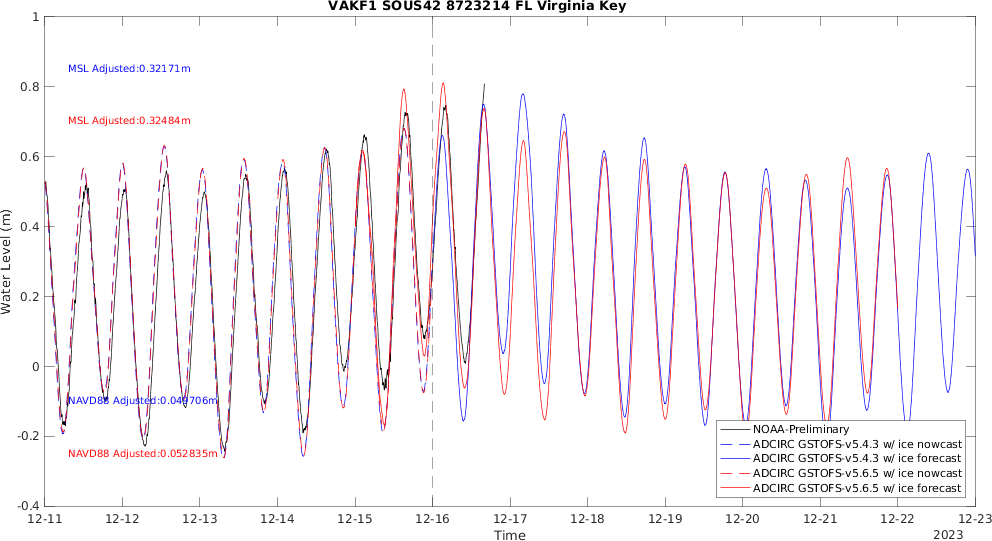 VAKF1 SOUS42 8723214 FL Virginia Key
1
0.8
0.6
0.4
0.2
0
-0.2
-0.4
Water Level (m)
MSL Adjusted:0.32171m
MSL Adjusted:0.32484m
NAVD88 Adjusted:0.049706m
NAVD88 Adjusted:0.052835m
NOAA-Preliminary
ADCIRC GSTOFS-v5.4.3 w/ ice nowcast
ADCIRC GSTOFS-v5.4.3 w/ ice forecast
ADCIRC GSTOFS-v5.6.5 w/ ice nowcast
ADCIRC GSTOFS-v5.6.5 w/ ice forecast
12-11 12-12 12-13 12-14 12-15 12-16 12-17 12-18 12-19 12-20 12-21 12-22 12-23
Time
2023